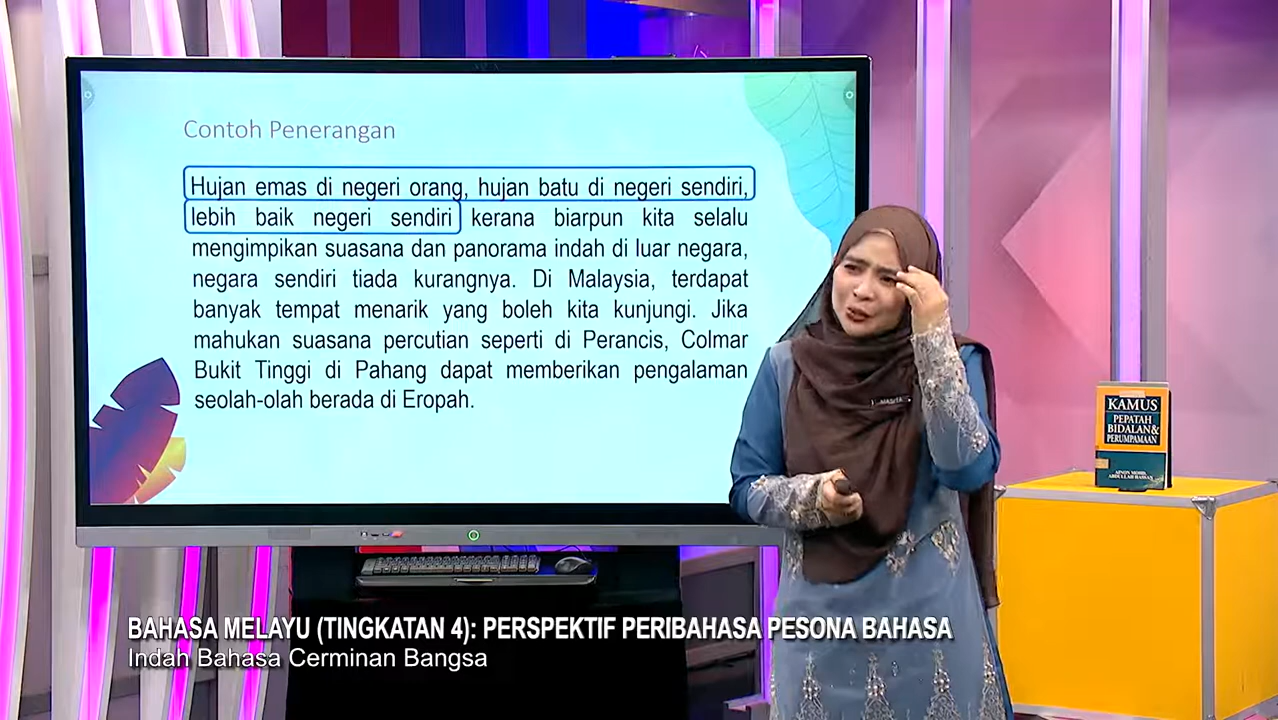 Contoh Penerangan
Hujan emas di negeri orang, hujan batu di negeri sendiri,
lebih baik negeri sendiri kerana biarpun kita selalu
mengimpikan suasana dan panorama indah di luar negara,
negara sendiri tiada kurangnya. Di Malaysia, terdapat
banyak tempat menarik yang boleh kita kunjungi. Jika
mahukan suasana percutian seperti di Perancis, Colmar
Bukit Tinggi di Pahang dapat memberikan pengalaman
seolah-olah berada di Eropah.
KAMUS
PEPATAH
BIDALAN &
PERUMPAMAAN
AINON MOHD.
ABDULLAH HASSAN
BAHASA MELAYU (TINGKATAN 4): PERSPEKTIF PERIBAHASA PESONA BAHASA
Indah Bahasa Cerminan Bangsa